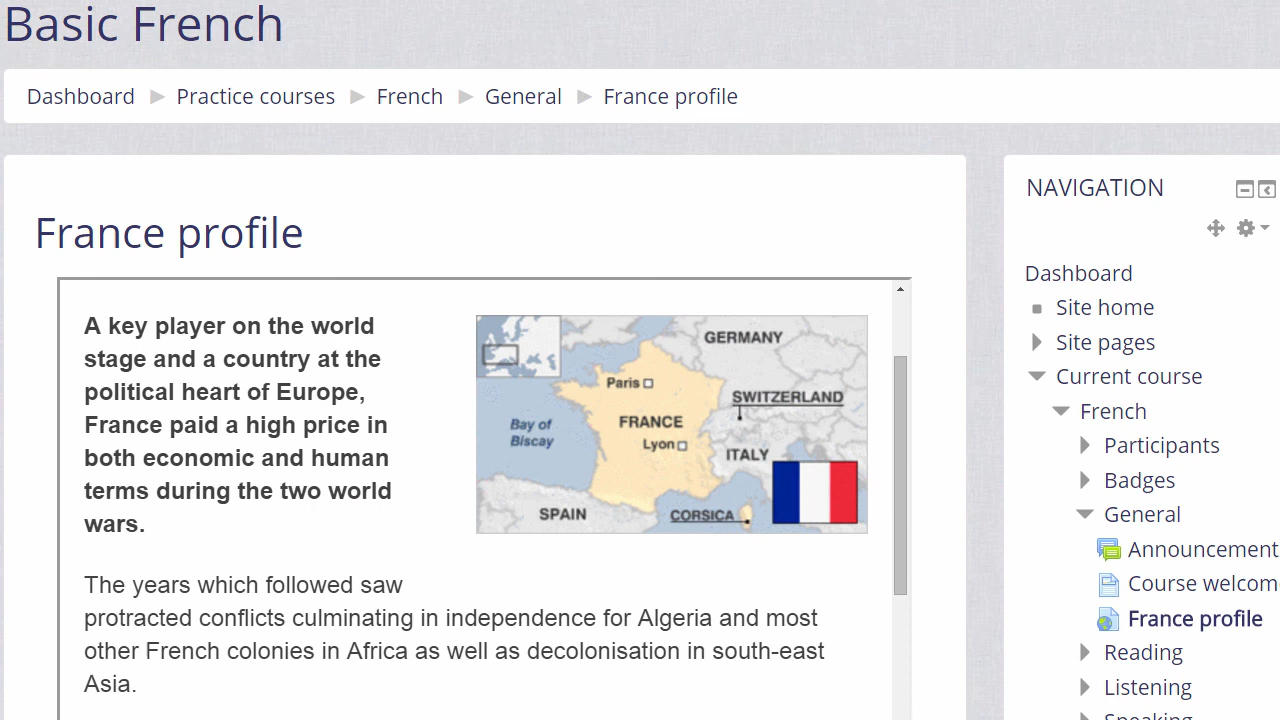 Basic French
Dashboard Practice courses French General France profile
France profile
A key player on the world
stage and a country at the
political heart of Europe,
France paid a high price in
both economic and human
terms during the two world
wars.
GERMANY
Paris
SWITZERLAND
FRANCE
Bay of
Biscay
Lyon
ITALY
SPAIN
CORSICA
The years which followed saw
protracted conflicts culminating in independence for Algeria and most
other French colonies in Africa as well as decolonisation in south-east
Asia.
NAVIGATION
Dashboard
Site home
Site pages
Current course
French
Participants
Badges
General
Announcement
Course welcom
France profile
Reading
Listening
Speaking